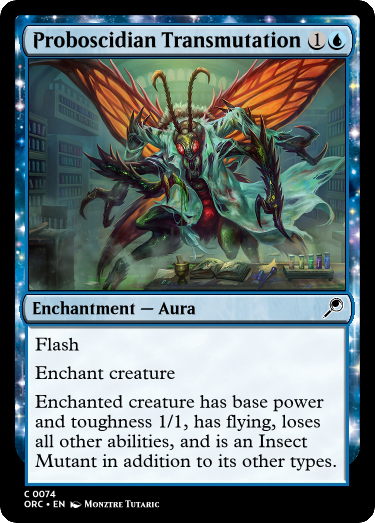 Proboscidian Transmutation 1
Enchantment — Aura
Flash
Enchant creature
Enchanted creature has base power
and toughness 1/1, has flying, loses
all other abilities, and is an Insect
Mutant in addition to its other types.
C 0074
ORC • EN Monztre Tutaric